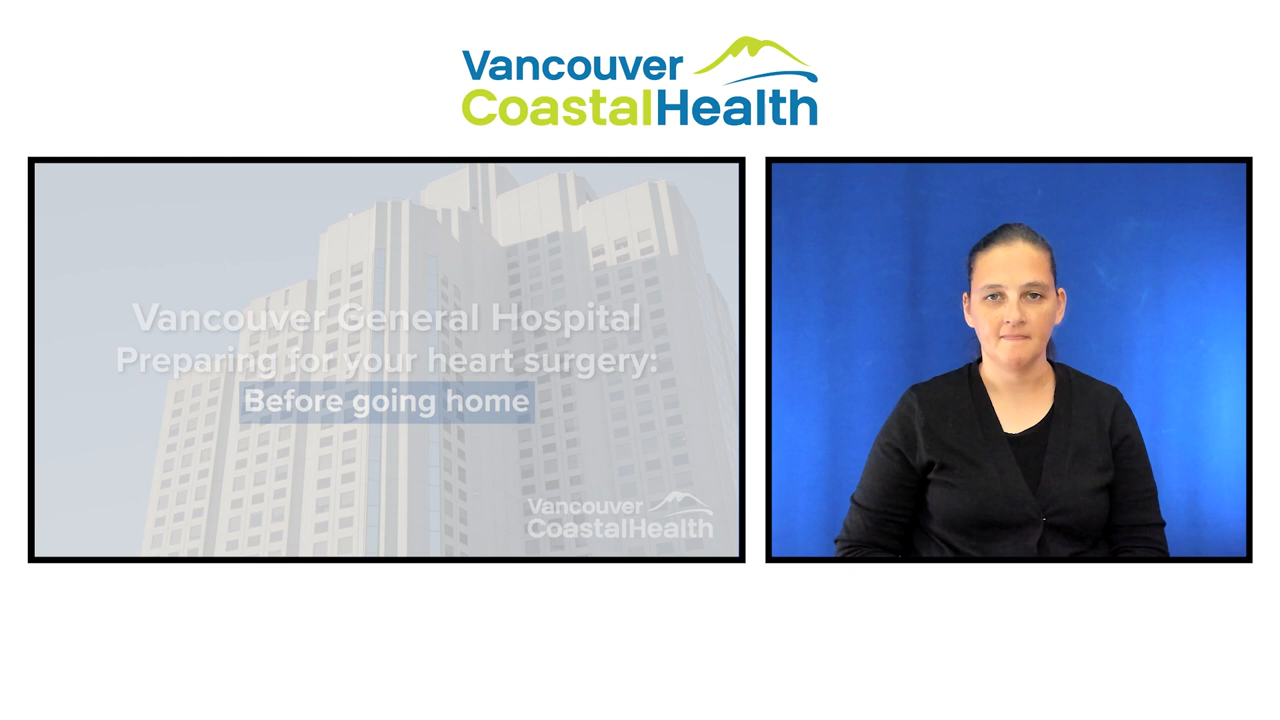 Vancouver
CoastalHealth
Vancouver General Hospital
Preparing for your heart surgery:
Before going home
Vancouver
CoastalHealth